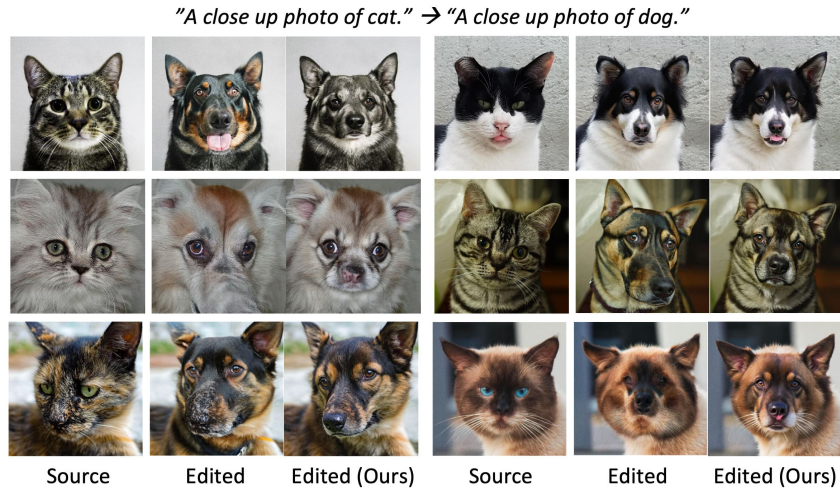 ”A close up photo of cat.” → “A close up photo of dog.”
Source Edited Edited (Ours) Source Edited Edited (Ours)